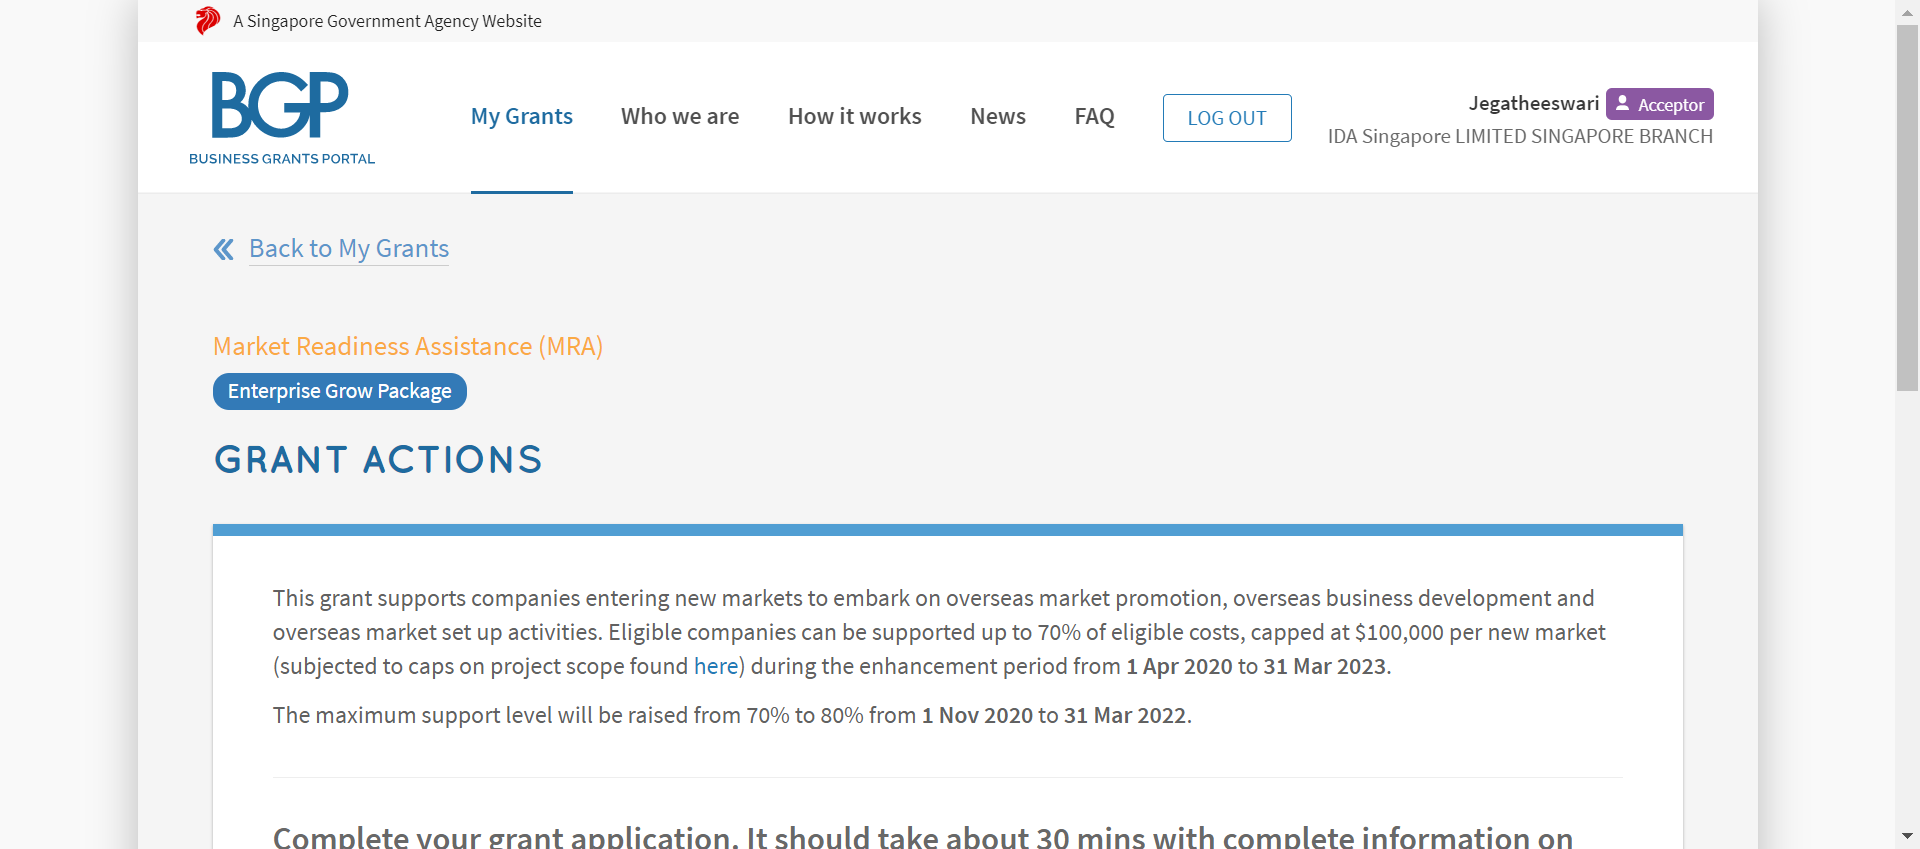 A Singapore Government Agency Website
BGP
BUSINESS GRANTS PORTAL
My Grants
Who we are
How it works
News
FAQ
LOG OUT
Jegatheeswari Acceptor
IDA Singapore LIMITED SINGAPORE BRANCH
Back to My Grants
Market Readiness Assistance (MRA)
Enterprise Grow Package
GRANT ACTIONS
This grant supports companies entering new markets to embark on overseas market promotion, overseas business development and
overseas market set up activities. Eligible companies can be supported up to 70% of eligible costs, capped at $100,000 per new market
(subjected to caps on project scope found here) during the enhancement period from 1 Apr 2020 to 31 Mar 2023.
The maximum support level will be raised from 70% to 80% from 1 Nov 2020 to 31 Mar 2022.
Complete your grant application. It should take about 30 mins with complete information on